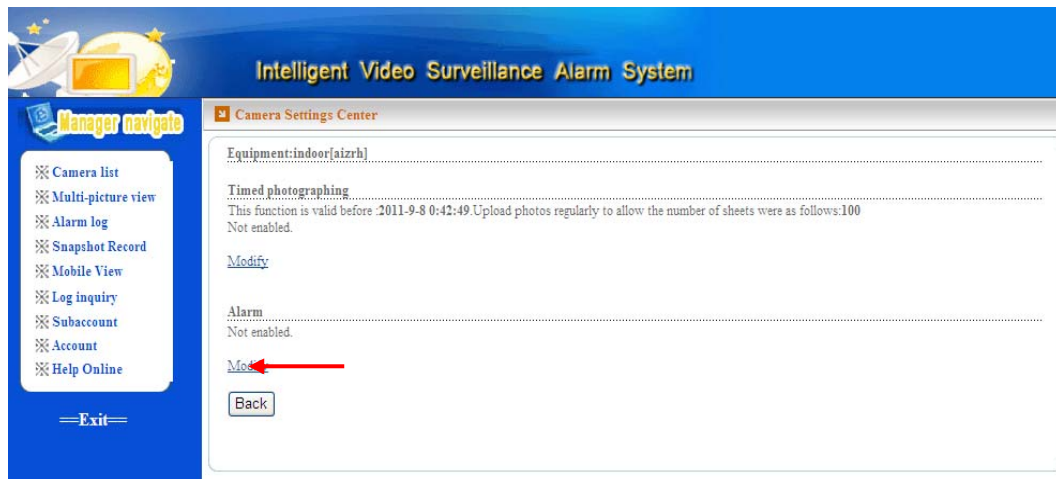 Intelligent Video Surveillance Alarm System
Manager navigate
Camera list
Multi-picture view
Alarm log
Snapshot Record
Mobile View
Log inquiry
Subaccount
Account
Help Online
==Exit==
Camera Settings Center
Equipment:indoor[aizrh]
Timed photographing
This function is valid before :2011-9-8 0:42:49.Upload photos regularly to allow the number of sheets were as follows:100
Not enabled.
Modify
Alarm
Not enabled.
Modify
Back